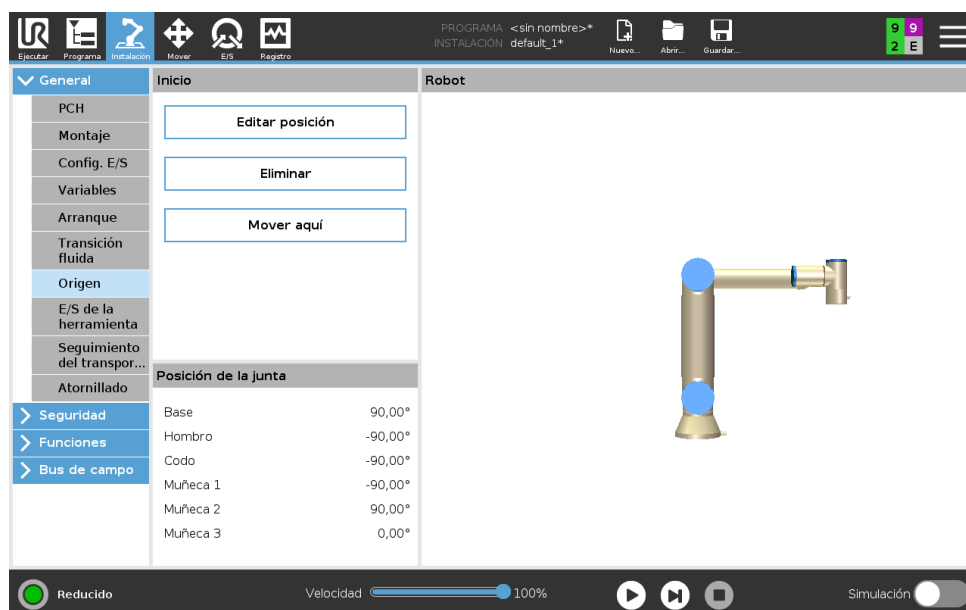 PROGRAMA <sin nombre>*
INSTALACIÓN default_1*
Ejecutar Programa Instalación Mover E/S Registro
Nuevo... Abrir... Guardar...
9 9
2 E
General
PCH
Montaje
Config. E/S
Variables
Arranque
Transición
fluida
Origen
E/S de la
herramienta
Seguimiento
del transpor...
Atornillado
Seguridad
Funciones
Bus de campo
Inicio
Editar posición
Eliminar
Mover aquí
Posición de la junta
Base 90,00°
Hombro -90,00°
Codo -90,00°
Muñeca 1 -90,00°
Muñeca 2 90,00°
Muñeca 3 0,00°
Robot
Reducido
Velocidad 100%
Simulación